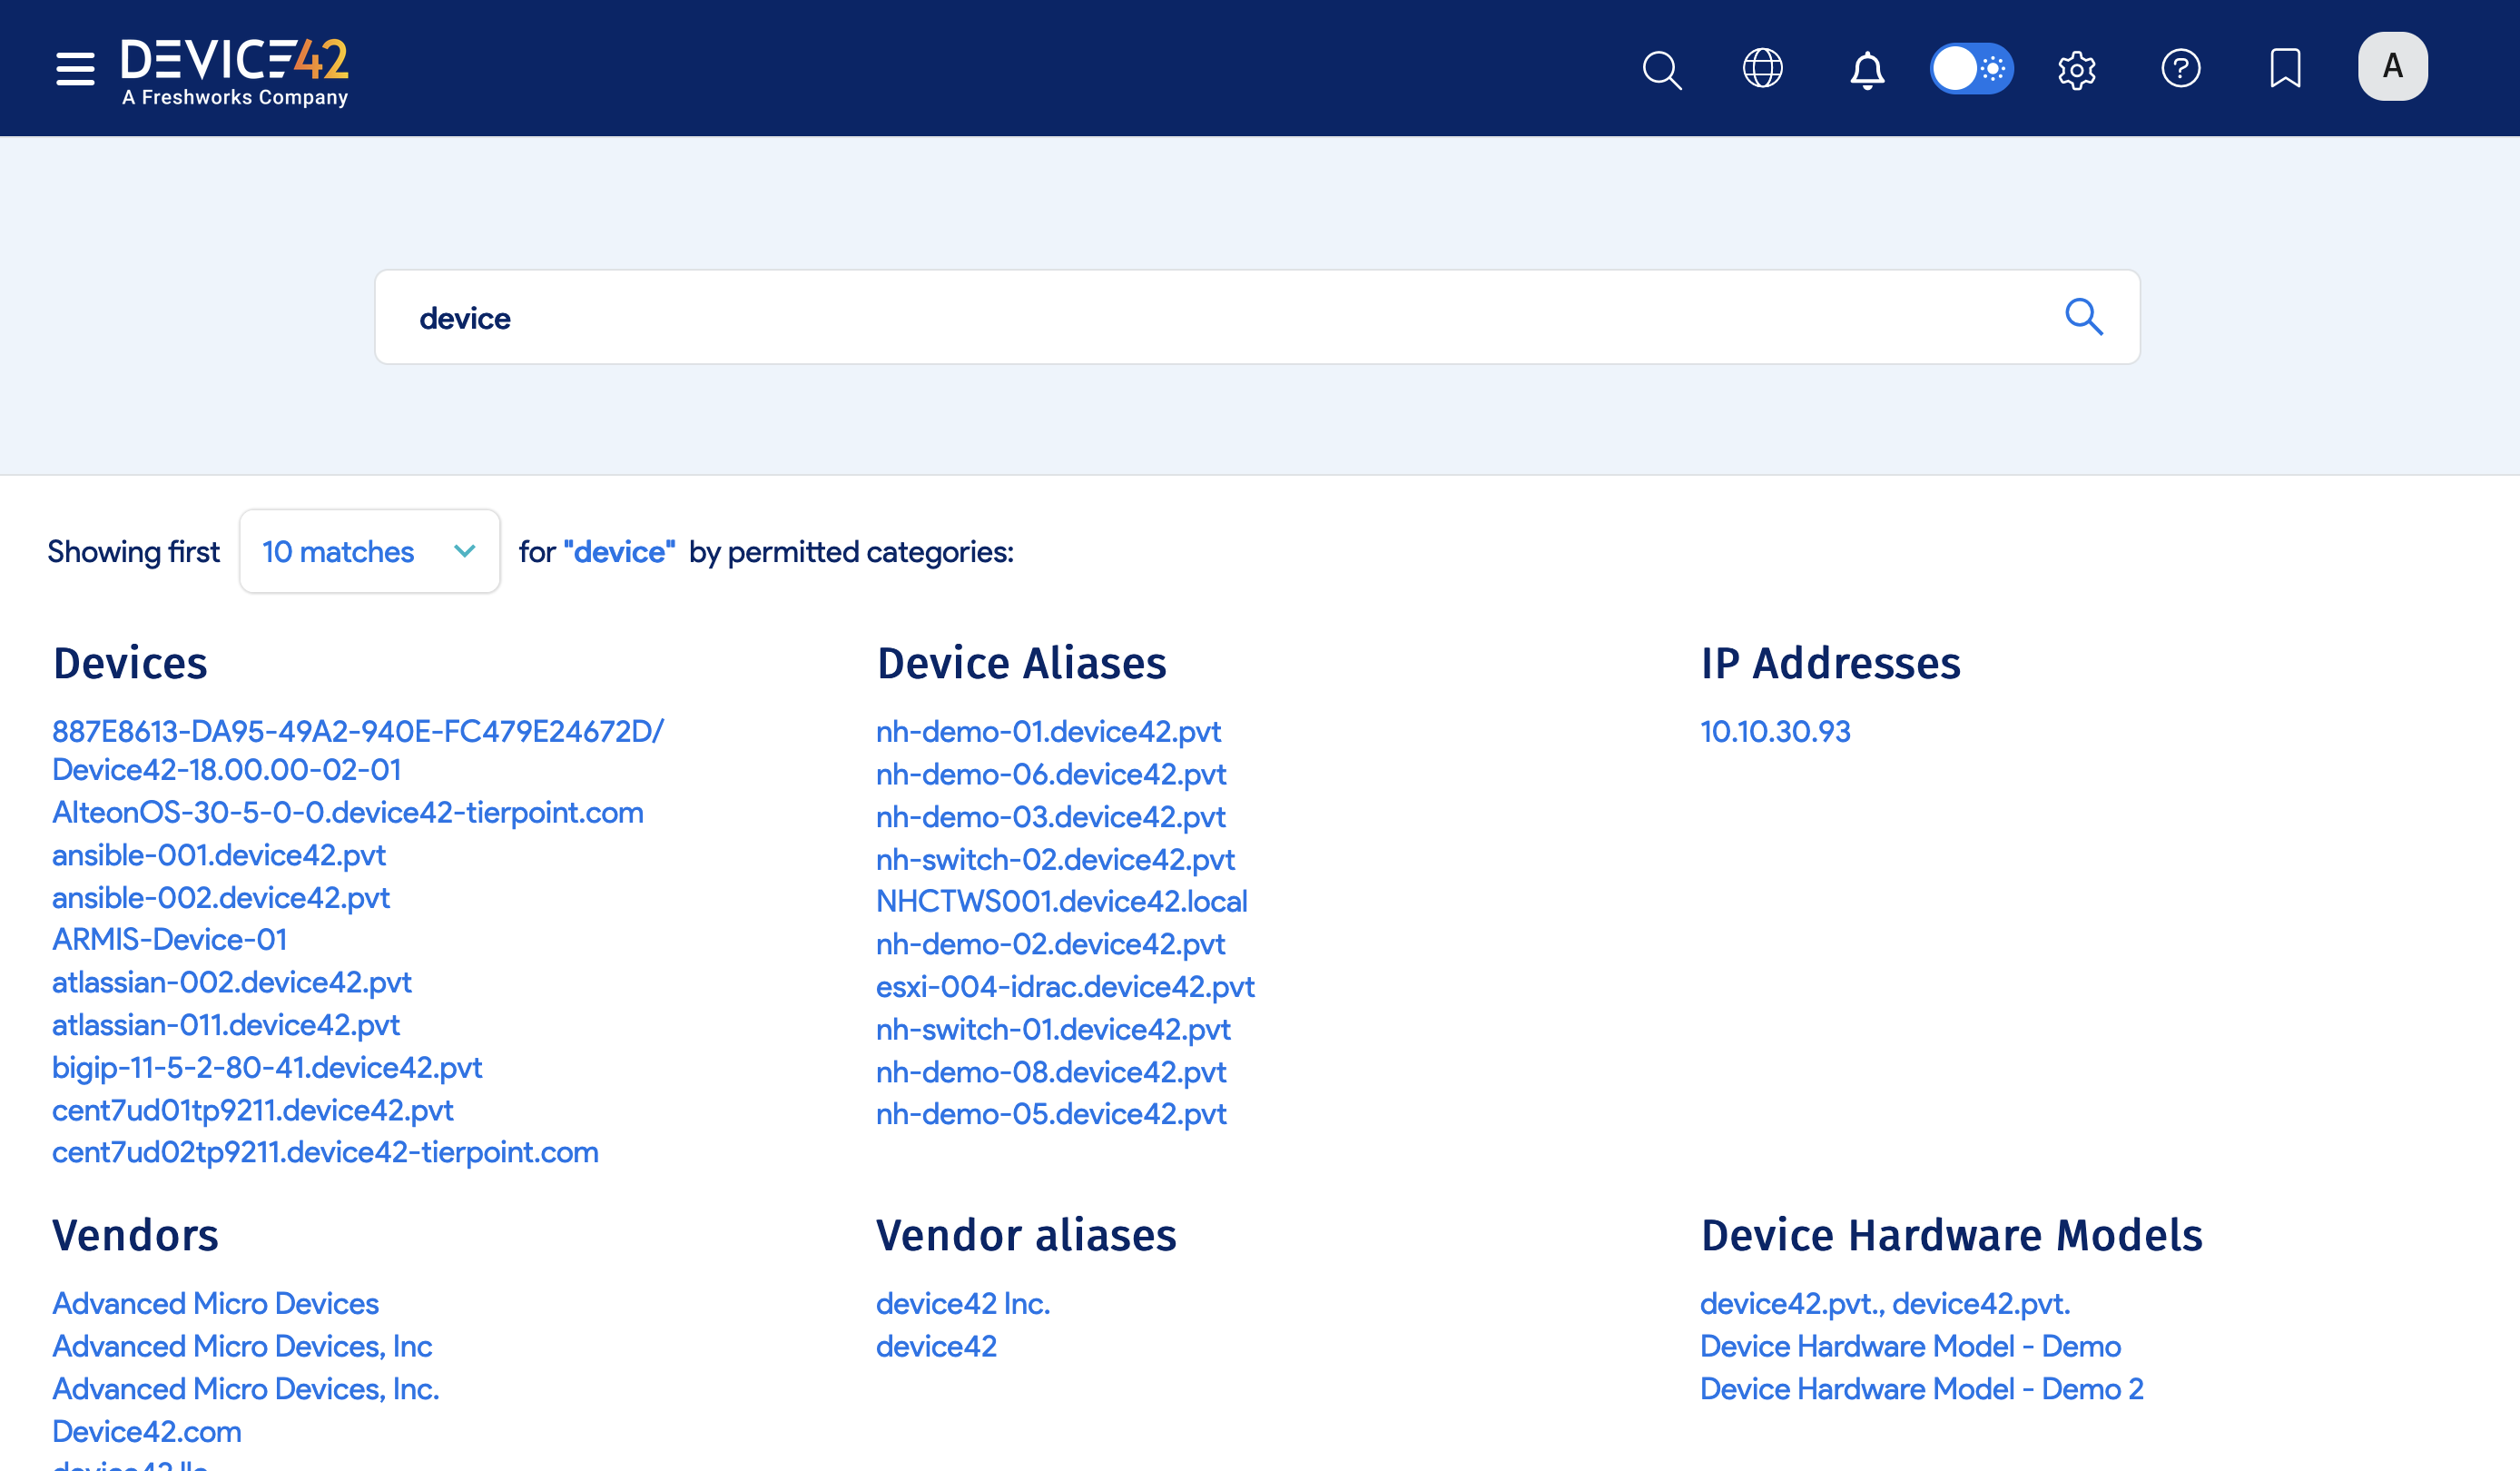 DEVICE42
A Freshworks Company
A
device
Showing first 10 matches for "device" by permitted categories:
Devices
887E8613-DA95-49A2-940E-FC479E24672D/
Device42-18.00.00-02-01
AlteonOS-30-5-0-0.device42-tierpoint.com
ansible-001.device42.pvt
ansible-002.device42.pvt
ARMIS-Device-01
atlassian-002.device42.pvt
atlassian-011.device42.pvt
bigip-11-5-2-80-41.device42.pvt
cent7ud01tp9211.device42.pvt
cent7ud02tp9211.device42-tierpoint.com
Device Aliases
nh-demo-01.device42.pvt
nh-demo-06.device42.pvt
nh-demo-03.device42.pvt
nh-switch-02.device42.pvt
NHCTWS001.device42.local
nh-demo-02.device42.pvt
esxi-004-idrac.device42.pvt
nh-switch-01.device42.pvt
nh-demo-08.device42.pvt
nh-demo-05.device42.pvt
IP Addresses
10.10.30.93
Vendors
Advanced Micro Devices
Advanced Micro Devices, Inc
Advanced Micro Devices, Inc.
Device42.com
Vendor aliases
device42 Inc.
device42
Device Hardware Models
device42.pvt., device42.pvt.
Device Hardware Model - Demo
Device Hardware Model - Demo 2